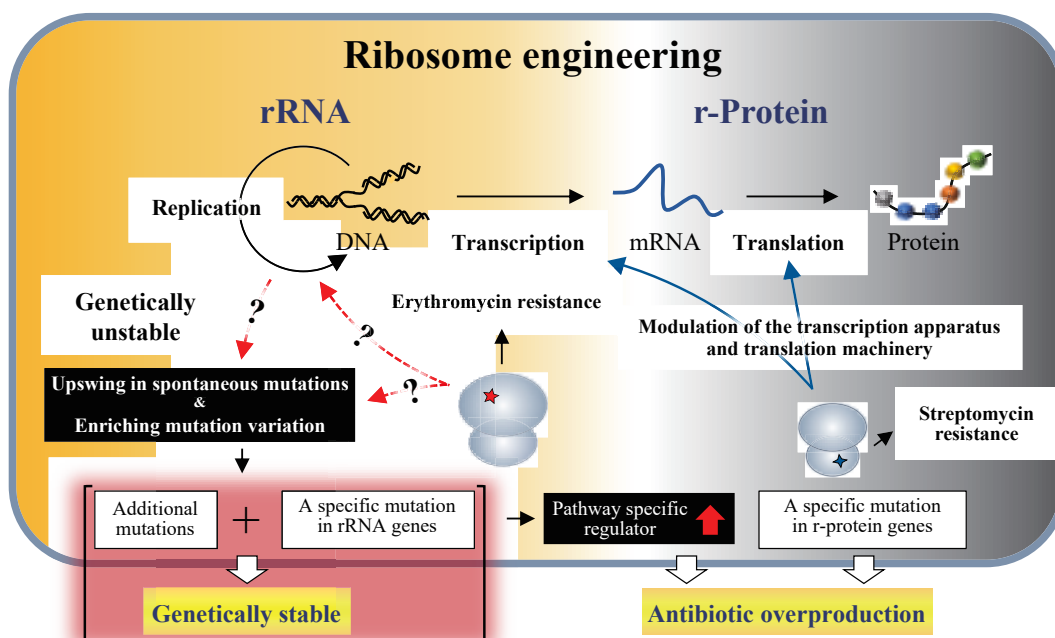 Ribosome engineering
rRNA
r-Protein
Replication
DNA
Transcription
mRNA
Translation
Protein
Genetically
unstable
?
?
?
Erythromycin resistance
Modulation of the transcription apparatus
and translation machinery
Upswing in spontaneous mutations
&
Enriching mutation variation
Streptomycin
resistance
Additional
mutations
+
A specific mutation
in rRNA genes
Pathway specific
regulator
A specific mutation
in r-protein genes
Genetically stable
Antibiotic overproduction